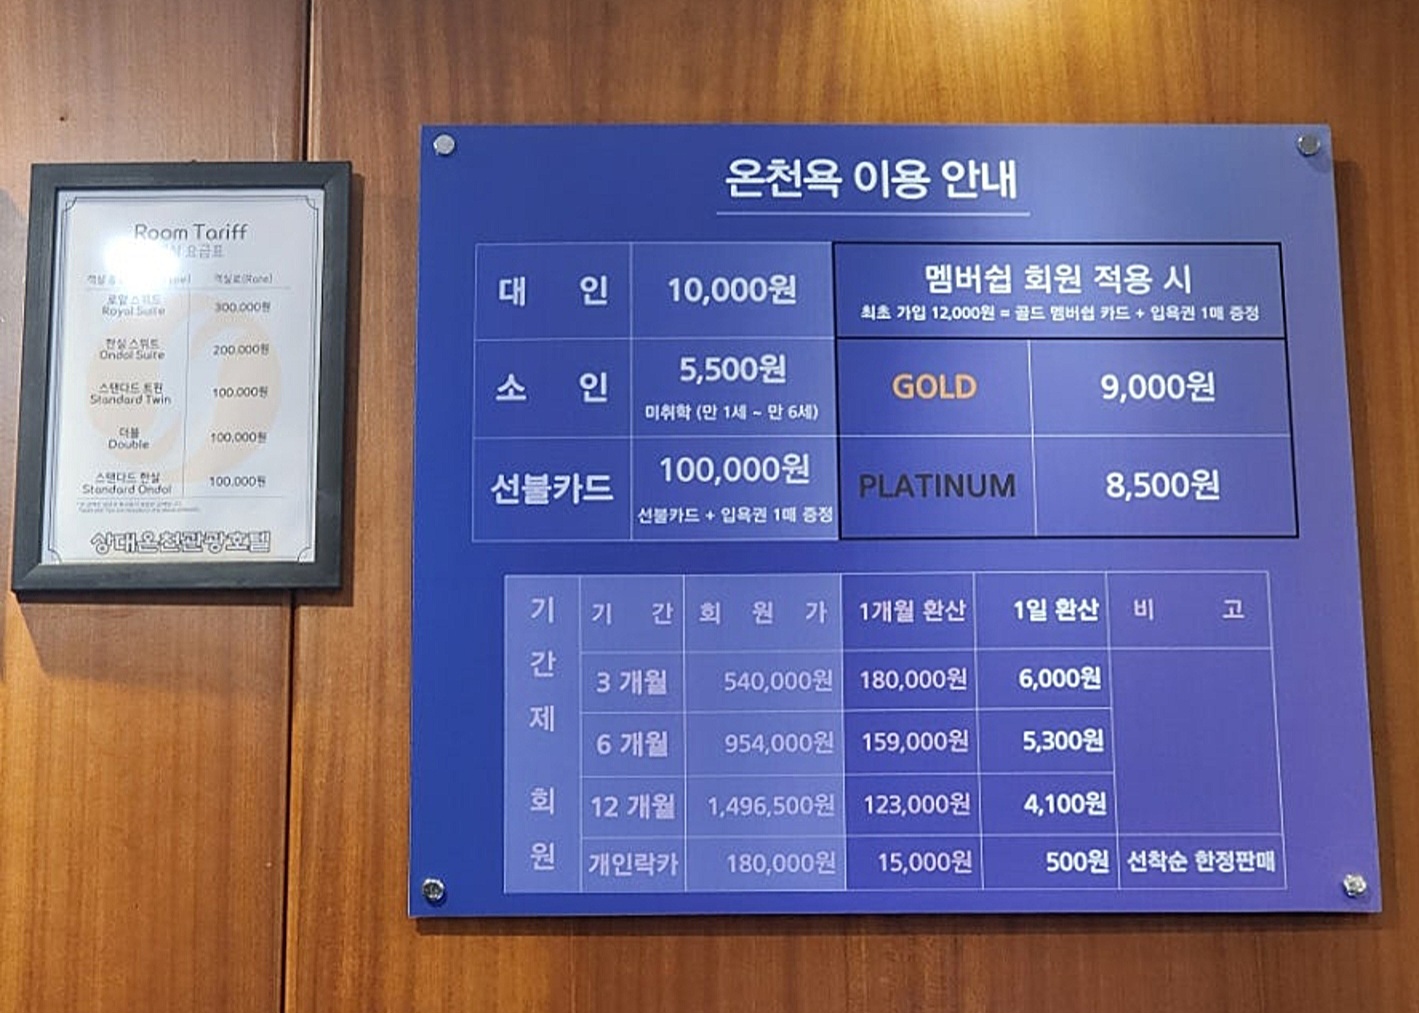 Room Tariff
요금표
객실료(Rate)
로얄 스위트
Royal Suite
300,000원
한실 스위트
Ondol Suite
200,000원
스탠다드 트윈
Standard Twin
100,000원
더블
Double
100,000원
스탠다드 한실
Standard Ondol
100,000원
상대온천관광호텔
온천욕 이용 안내
대 인 10,000원
소 인 5,500원
미취학 (만 1세 ~ 만 6세)
선불카드 100,000원
선불카드 + 입욕권 1매 증정
멤버쉽 회원 적용 시
최초 가입 12,000원 = 골드 멤버쉽 카드 + 입욕권 1매 증정
GOLD 9,000원
PLATINUM 8,500원
기간제 회원
기 간 회 원 가 1개월 환산 1일 환산 비 고
3 개월 540,000원 180,000원 6,000원
6 개월 954,000원 159,000원 5,300원
12 개월 1,496,500원 123,000원 4,100원
개인락카 180,000원 15,000원 500원 선착순 한정판매